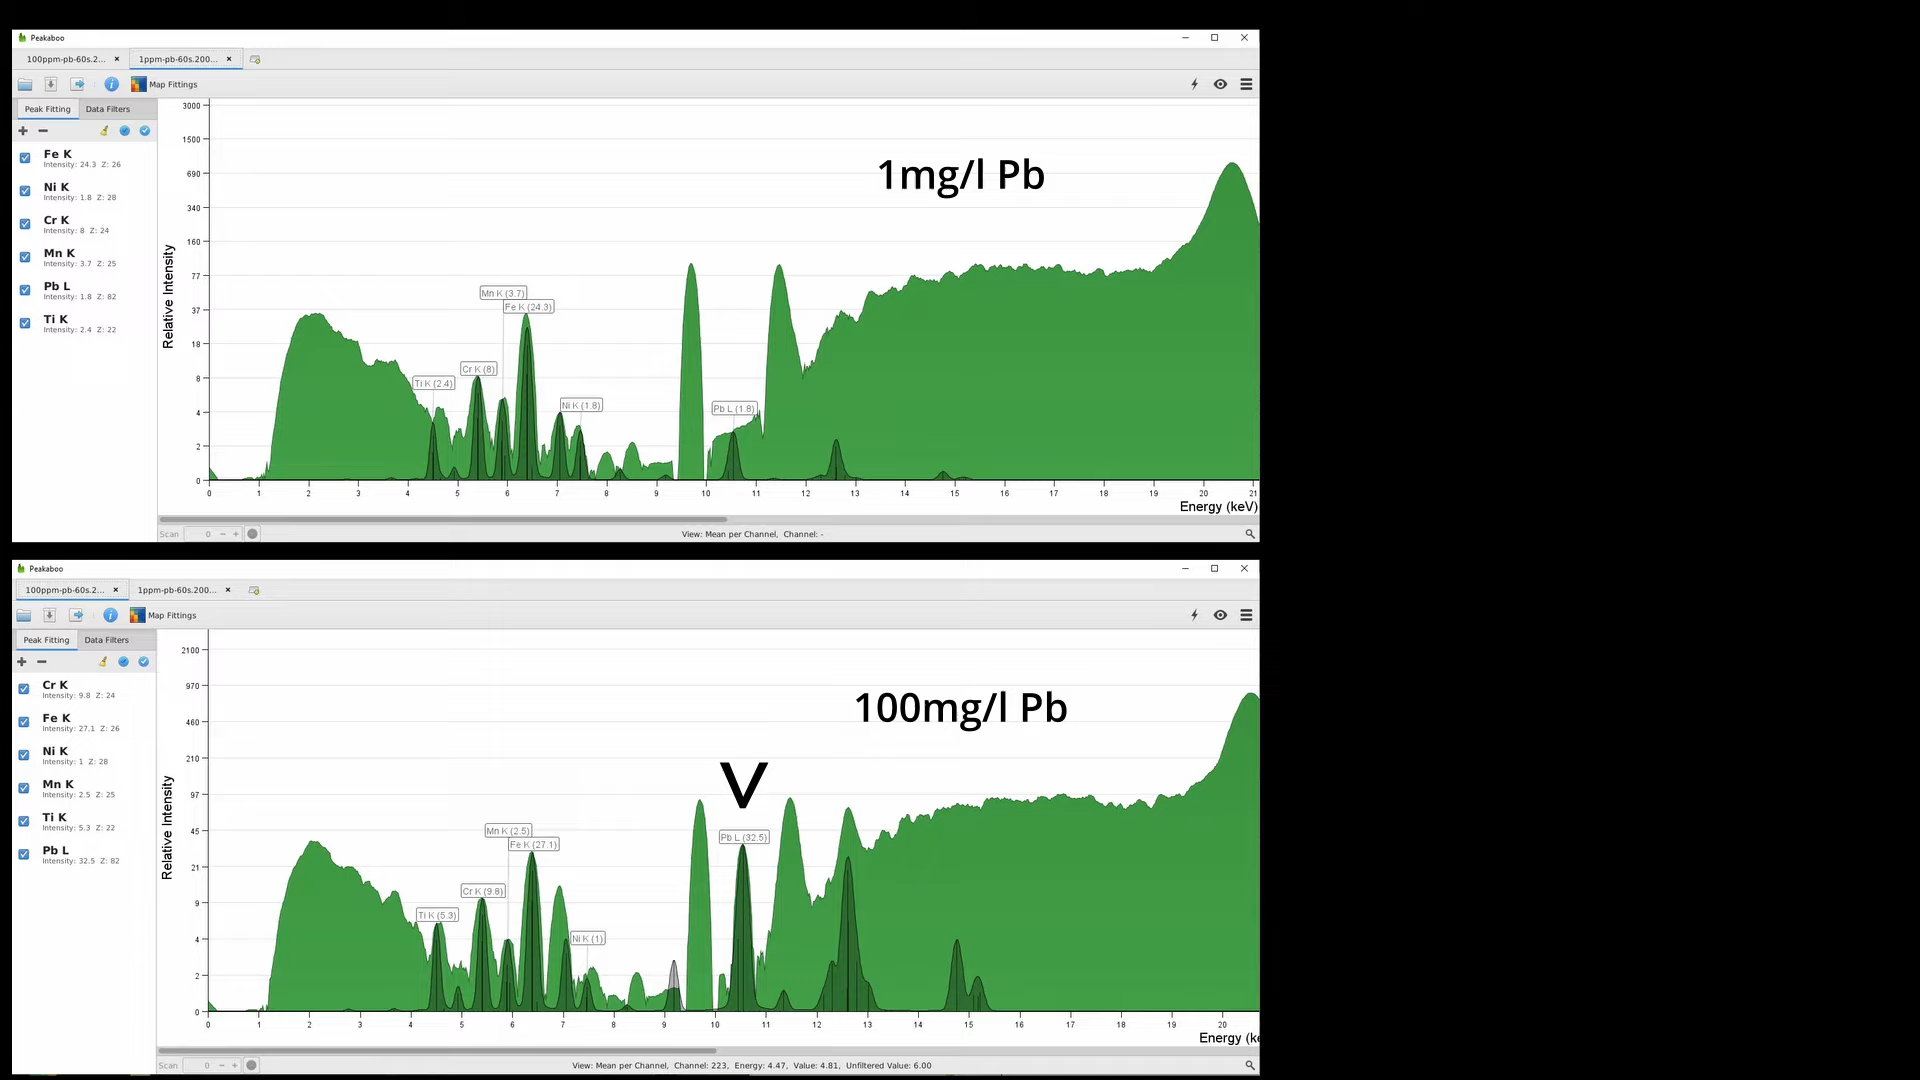 Peakaboo
100ppm-pb-60s.2... 1ppm-pb-60s.200...
Map Fittings
Peak Fitting Data Filters
Fe K
Intensity: 24.3 Z: 26
Ni K
Intensity: 1.8 Z: 28
Cr K
Intensity: 8 Z: 24
Mn K
Intensity: 3.7 Z: 25
Pb L
Intensity: 1.8 Z: 82
Ti K
Intensity: 2.4 Z: 22
Relative Intensity
3000
1500
690
340
160
77
37
18
8
4
2
0
1mg/l Pb
Mn K (3.7)
Fe K (24.3)
Cr K (8)
Ti K (2.4)
Ni K (1.8)
Pb L (1.8)
0 1 2 3 4 5 6 7 8 9 10 11 12 13 14 15 16 17 18 19 20 21
Energy (keV)
Scan 0 View: Mean per Channel, Channel: -
Peakaboo
100ppm-pb-60s.2... 1ppm-pb-60s.200...
Map Fittings
Peak Fitting Data Filters
Cr K
Intensity: 9.8 Z: 24
Fe K
Intensity: 27.1 Z: 26
Ni K
Intensity: 1 Z: 28
Mn K
Intensity: 2.5 Z: 25
Ti K
Intensity: 5.3 Z: 22
Pb L
Intensity: 32.5 Z: 82
Relative Intensity
2100
970
460
210
97
45
21
9
4
2
0
100mg/l Pb
V
Mn K (2.5)
Fe K (27.1)
Pb L (32.5)
Cr K (9.8)
Ti K (5.3)
Ni K (1)
0 1 2 3 4 5 6 7 8 9 10 11 12 13 14 15 16 17 18 19 20
Energy (ke
Scan 0 View: Mean per Channel, Channel: 223, Energy: 4.47, Value: 4.81, Unfiltered Value: 6.00